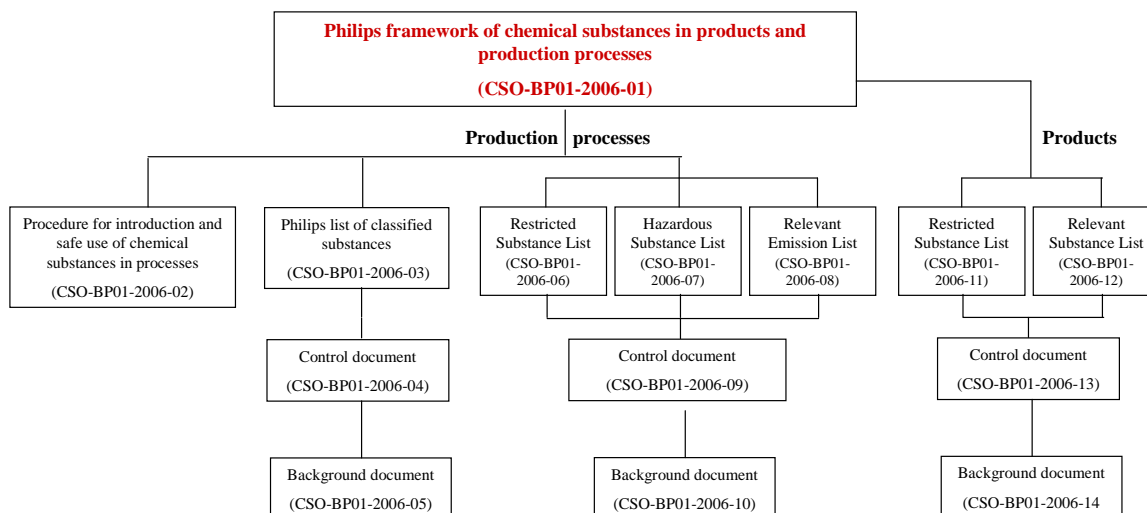 Philips framework of chemical substances in products and
production processes
(CSO-BP01-2006-01)
Production processes
Products
Procedure for introduction and
safe use of chemical
substances in processes
(CSO-BP01-2006-02)
Philips list of classified
substances
(CSO-BP01-2006-03)
Restricted
Substance List
(CSO-BP01-
2006-06)
Hazardous
Substance List
(CSO-BP01-
2006-07)
Relevant
Emission List
(CSO-BP01-
2006-08)
Restricted
Substance List
(CSO-BP01-
2006-11)
Relevant
Substance List
(CSO-BP01-
2006-12)
Control document
(CSO-BP01-2006-04)
Control document
(CSO-BP01-2006-09)
Control document
(CSO-BP01-2006-13)
Background document
(CSO-BP01-2006-05)
Background document
(CSO-BP01-2006-10)
Background document
(CSO-BP01-2006-14